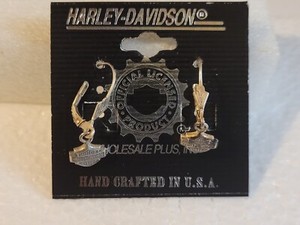 HARLEY-DAVIDSON®
OFFICIAL LICENSED
PRODUCT
WHOLESALE PLUS, INC.
HAND CRAFTED IN U.S.A.